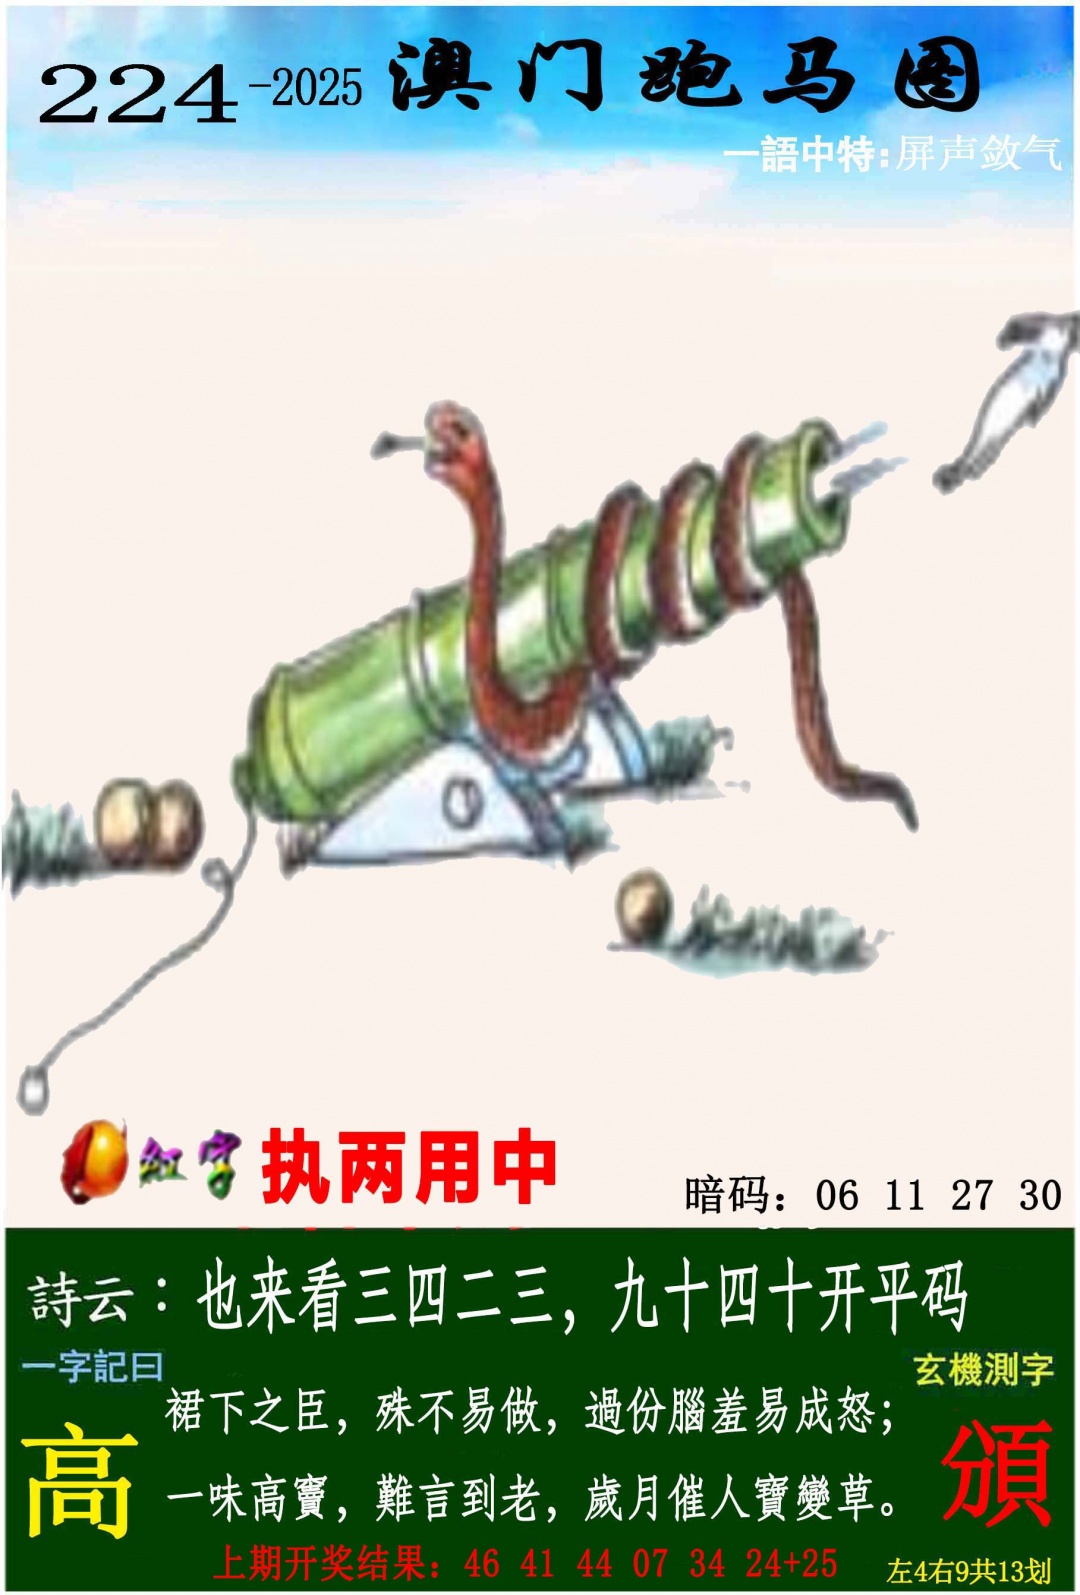 224-2025 澳门跑马图
一語中特:屏声敛气
红字 执两用中
暗码：06 11 27 30
詩云：也来看三四二三，九十四十开平码
一字記曰
玄機测字
裙下之臣，殊不易做，過份腦羞易成怒；
高
頒
一味高竇，難言到老，歲月催人寶變草。
上期开奖结果：46 41 44 07 34 24+25
左4右9共13划